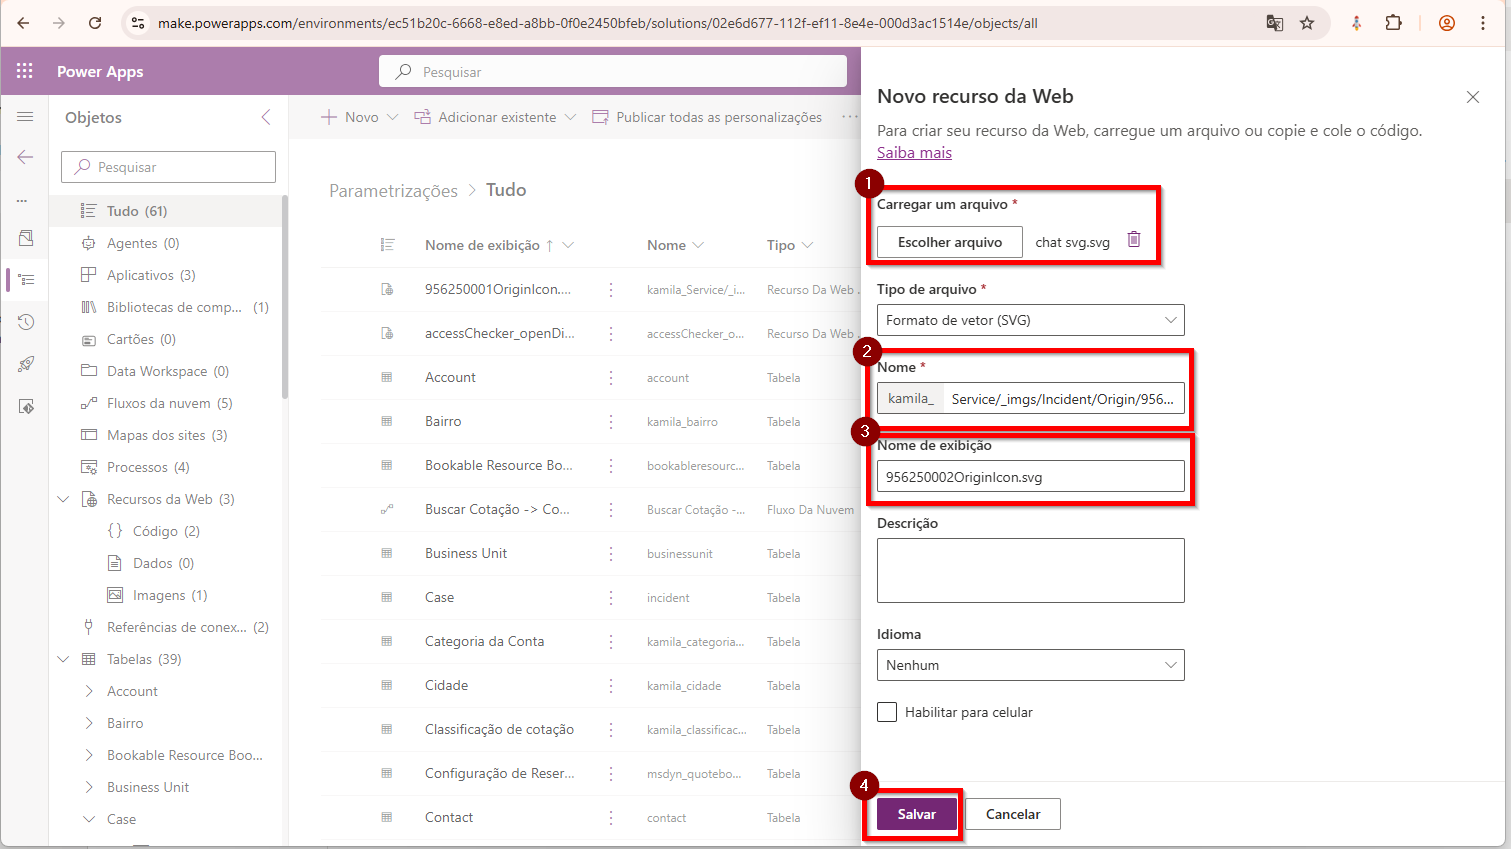 make.powerapps.com/environments/ec51b20c-6668-e8ed-a8bb-0f0e2450bfeb/solutions/02e6d677-112f-ef11-8e4e-000d3ac1514e/objects/all
Power Apps
Pesquisar
Objetos
Pesquisar
Tudo (61)
Agentes (0)
Aplicativos (3)
Bibliotecas de comp... (1)
Cartões (0)
Data Workspace (0)
Fluxos da nuvem (5)
Mapas dos sites (3)
Processos (4)
Recursos da Web (3)
{} Código (2)
Dados (0)
Imagens (1)
Referências de conex... (2)
Tabelas (39)
Account
Bairro
Bookable Resource Boo...
Business Unit
Case
Novo
Adicionar existente
Publicar todas as personalizações
...
Parametrizações > Tudo
Nome de exibição ↑ Nome Tipo
956250001OriginIcon.... kamila_Service/_i... Recurso Da Web .
accessChecker_openDi... accessChecker_o... Recurso Da Web .
Account account Tabela
Bairro kamila_bairro Tabela
Bookable Resource Bo... bookableresourc... Tabela
Buscar Cotação -> Co... Buscar Cotação -... Fluxo Da Nuvem
Business Unit businessunit Tabela
Case incident Tabela
Categoria da Conta kamila_categoria... Tabela
Cidade kamila_cidade Tabela
Classificação de cotação kamila_classificac... Tabela
Configuração de Reser... msdyn_quotebo... Tabela
Contact contact Tabela
Novo recurso da Web
Para criar seu recurso da Web, carregue um arquivo ou copie e cole o código.
Saiba mais
1
Carregar um arquivo *
Escolher arquivo chat svg.svg
Tipo de arquivo *
Formato de vetor (SVG)
2
Nome *
kamila_ Service/_imgs/Incident/Origin/956...
3
Nome de exibição
956250002OriginIcon.svg
Descrição
Idioma
Nenhum
Habilitar para celular
4
Salvar
Cancelar